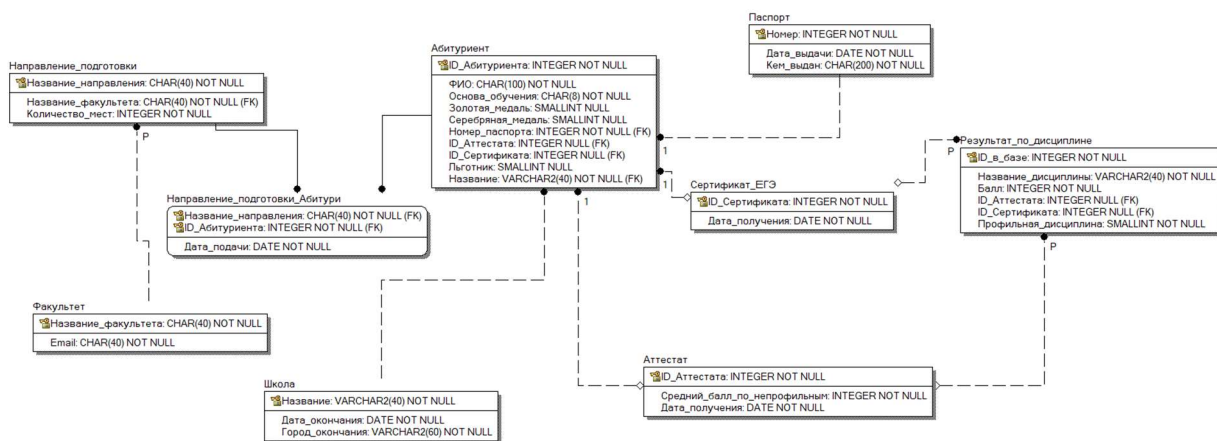 Паспорт
Номер: INTEGER NOT NULL
Дата_выдачи: DATE NOT NULL
Кем_выдан: CHAR(200) NOT NULL
Абитуриент
ID_Абитуриента: INTEGER NOT NULL
ФИО: CHAR(100) NOT NULL
Основа_обучения: CHAR(8) NOT NULL
Золотая_медаль: SMALLINT NULL
Серебряная_медаль: SMALLINT NULL
Номер_паспорта: INTEGER NOT NULL (FK)
ID_Аттестата: INTEGER NULL (FK)
ID_Сертификата: INTEGER NULL (FK)
Льготник: SMALLINT NULL
Название: VARCHAR2(40) NOT NULL (FK)
Направление_подготовки
Название_направления: CHAR(40) NOT NULL
Название_факультета: CHAR(40) NOT NULL (FK)
Количество_мест: INTEGER NOT NULL
P
1
1
1
P
Результат_по_дисциплине
ID_в_базе: INTEGER NOT NULL
Название_дисциплины: VARCHAR2(40) NOT NULL
Балл: INTEGER NOT NULL
ID_Аттестата: INTEGER NULL (FK)
ID_Сертификата: INTEGER NULL (FK)
Профильная_дисциплина: SMALLINT NOT NULL
P
Сертификат_ЕГЭ
ID_Сертификата: INTEGER NOT NULL
Дата_получения: DATE NOT NULL
Направление_подготовки_Абитури
Название_направления: CHAR(40) NOT NULL (FK)
ID_Абитуриента: INTEGER NOT NULL (FK)
Дата_подачи: DATE NOT NULL
Факультет
Название_факультета: CHAR(40) NOT NULL
Email: CHAR(40) NOT NULL
Школа
Название: VARCHAR2(40) NOT NULL
Дата_окончания: DATE NOT NULL
Город_окончания: VARCHAR2(60) NOT NULL
Аттестат
ID_Аттестата: INTEGER NOT NULL
Средний_балл_по_непрофильным: INTEGER NOT NULL
Дата_получения: DATE NOT NULL